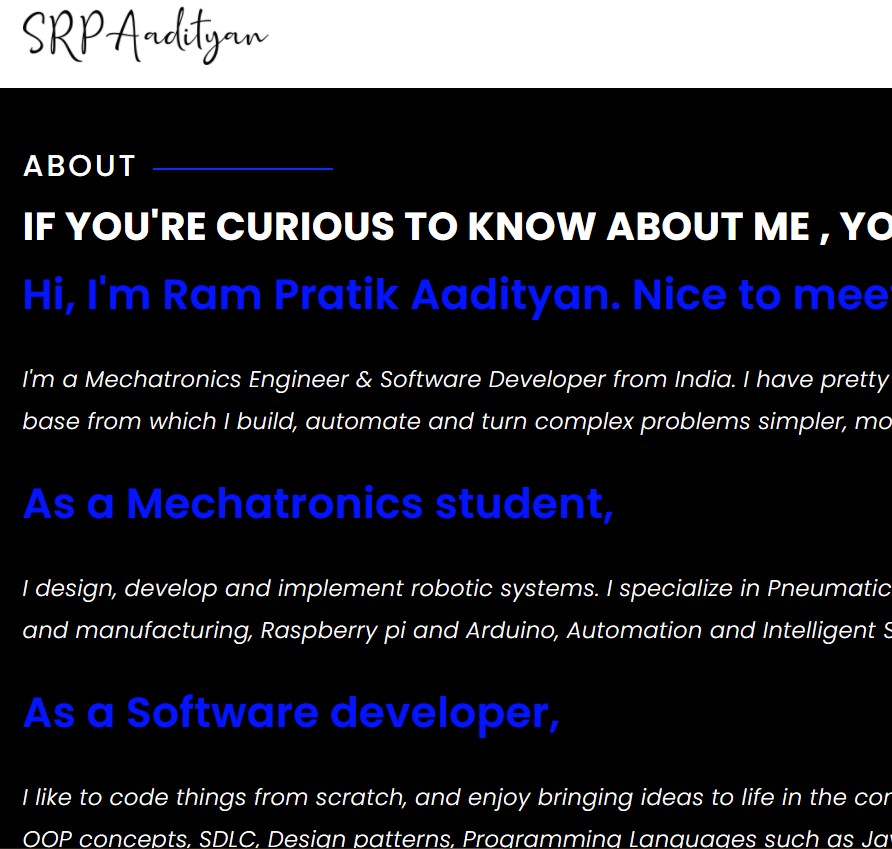 SRP Aadityan
ABOUT
IF YOU'RE CURIOUS TO KNOW ABOUT ME , YO
Hi, I'm Ram Pratik Aadityan. Nice to mee
I'm a Mechatronics Engineer & Software Developer from India. I have pretty
base from which I build, automate and turn complex problems simpler, mo
As a Mechatronics student,
I design, develop and implement robotic systems. I specialize in Pneumatic
and manufacturing, Raspberry pi and Arduino, Automation and Intelligent S
As a Software developer,
I like to code things from scratch, and enjoy bringing ideas to life in the con
OOP concepts, SDLC, Design patterns, Programming Languages such as Jav